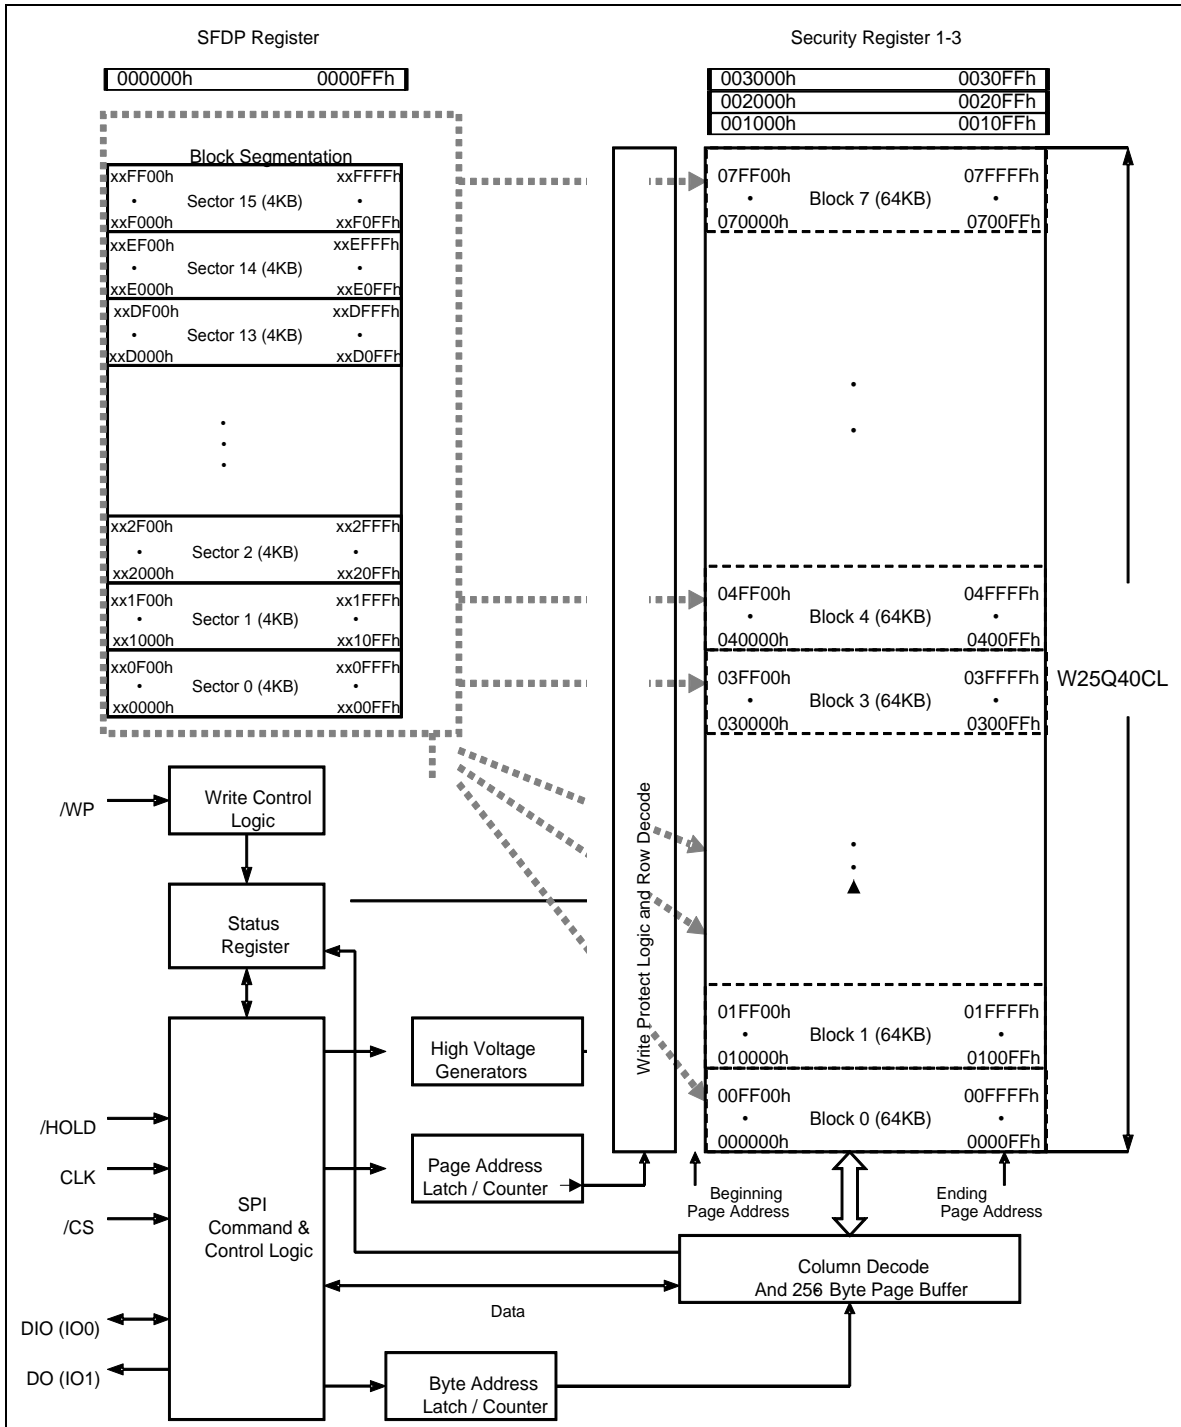 SFDP Register
000000h 0000FFh
Block Segmentation
xxFF00h xxFFFFh
Sector 15 (4KB)
xxF000h xxF0FFh
xxEF00h xxEFFFh
Sector 14 (4KB)
xxE000h xxE0FFh
xxDF00h xxDFFFh
Sector 13 (4KB)
xxD000h xxD0FFh
xx2F00h xx2FFFh
Sector 2 (4KB)
xx2000h xx20FFh
xx1F00h xx1FFFh
Sector 1 (4KB)
xx1000h xx10FFh
xx0F00h xx0FFFh
Sector 0 (4KB)
xx0000h xx00FFh
Security Register 1-3
003000h 0030FFh
002000h 0020FFh
001000h 0010FFh
07FF00h 07FFFFh
Block 7 (64KB)
070000h 0700FFh
04FF00h 04FFFFh
Block 4 (64KB)
040000h 0400FFh
03FF00h 03FFFFh
Block 3 (64KB)
030000h 0300FFh
01FF00h 01FFFFh
Block 1 (64KB)
010000h 0100FFh
00FF00h 00FFFFh
Block 0 (64KB)
000000h 0000FFh
W25Q40CL
Write Protect Logic and Row Decode
Beginning
Page Address
Ending
Page Address
/WP
Write Control
Logic
Status
Register
High Voltage
Generators
/HOLD
CLK
/CS
SPI
Command &
Control Logic
Page Address
Latch / Counter
Column Decode
And 256 Byte Page Buffer
Data
DIO (IO0)
DO (IO1)
Byte Address
Latch / Counter